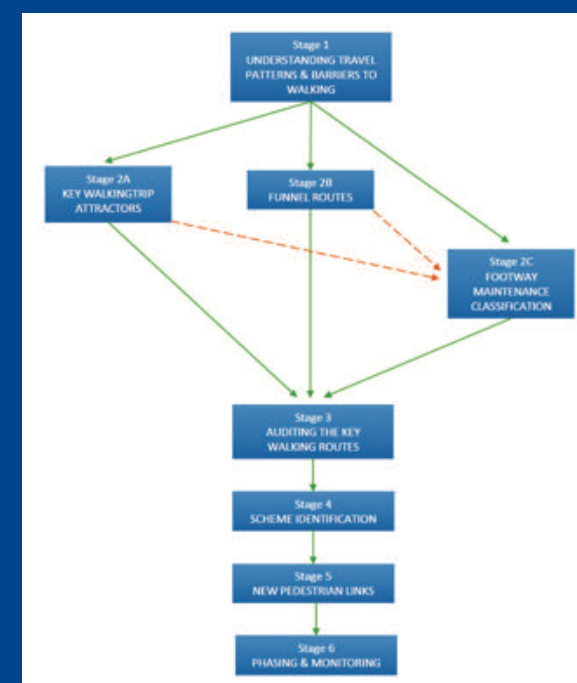 Stage 1
UNDERSTANDING TRAVEL
PATTERNS & BARRIERS TO
WALKING
Stage 2A
KEY WALKINGTRIP
ATTRACTORS
Stage 2B
FUNNEL ROUTES
Stage 2C
FOOTWAY
MAINTENANCE
CLASSIFICATION
Stage 3
AUDITING THE KEY
WALKING ROUTES
Stage 4
SCHEME IDENTIFICATION
Stage 5
NEW PEDESTRIAN LINKS
Stage 6
PHASING & MONITORING